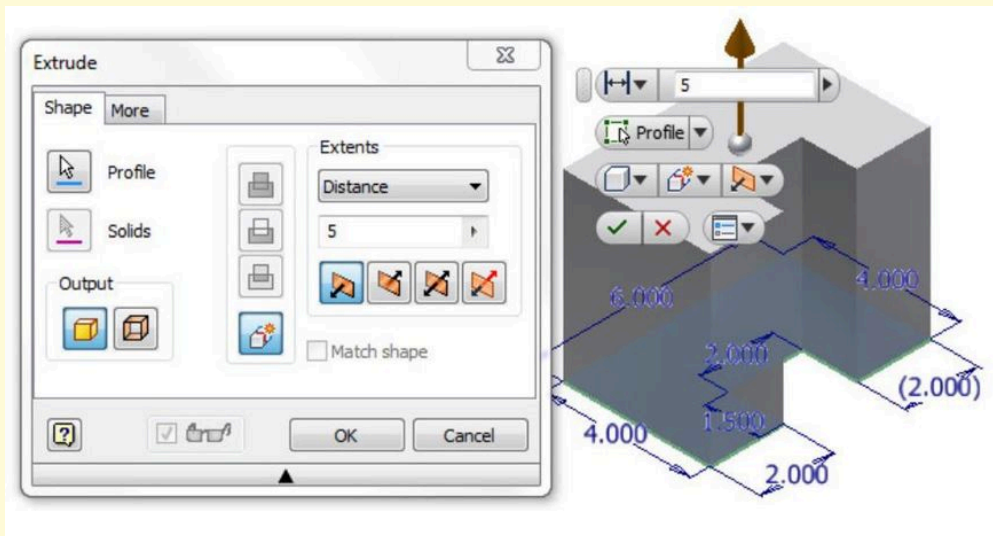 Extrude
Shape
More
Profile
Solids
Output
Extents
Distance
5
Match shape
?
OK
Cancel
5
Profile
6.000
4.000
2.000
(2.000)
1.500
4.000
2.000